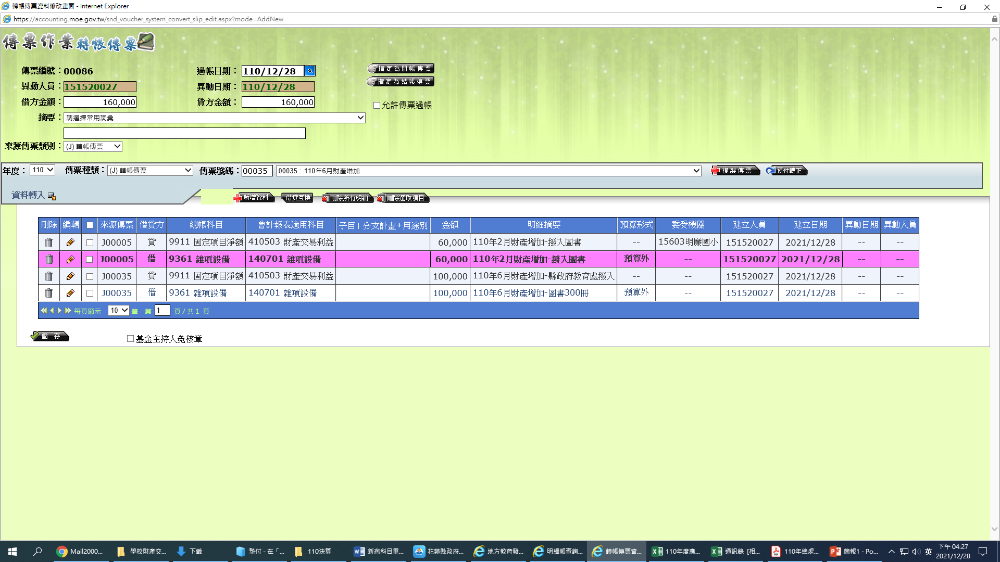 轉帳傳票資料修改畫面 - Internet Explorer
https://accounting.moe.gov.tw/snd_voucher_system_convert_slip_edit.aspx?mode=AddNew
傳票作業 轉帳傳票
傳票編號：00086 過帳日期：110/12/28 指定為開帳傳票
指定為結帳傳票
異動人員：151520027 異動日期：110/12/28
借方金額：160,000 貸方金額：160,000 允許傳票過帳
摘要：請選擇常用詞彙
來源傳票類別：(J) 轉帳傳票
年度：110 傳票種類：(J) 轉帳傳票 傳票號碼：00035 00035：110年6月財產增加 複製傳票 預付轉正
資料轉入 新增資料 借貸互換 刪除所有明細 刪除選取項目
刪除 編輯 來源傳票 借貸方 總帳科目 會計報表適用科目 子目| 分支計畫+用途別 金額 明細摘要 預算形式 委受機關 建立人員 建立日期 異動日期 異動人員
J00005 貸 9911 固定項目淨額 410503 財產交易利益 60,000 110年2月財產增加-撥入圖書 -- 15603明廉國小 151520027 2021/12/28 -- --
J00005 借 9361 雜項設備 140701 雜項設備 60,000 110年2月財產增加-撥入圖書 預算外 -- 151520027 2021/12/28 -- --
J00035 貸 9911 固定項目淨額 410503 財產交易利益 100,000 110年6月財產增加-縣政府教育處撥入 -- -- 151520027 2021/12/28 -- --
J00035 借 9361 雜項設備 140701 雜項設備 100,000 110年6月財產增加-圖書300冊 預算外 -- 151520027 2021/12/28 -- --
每頁顯示 10 筆 第 1 頁 / 共 1 頁
儲 存 基金主持人免核章
Mail2000... 學校財產交... 下載 墊付 - 在「... 110決算 新舊科目重... 花蓮縣政府... 地方教育發... 明細帳查詢... 轉帳傳票資... 110年度應... 通訊錄 [相... 110年總處... 簡報1 - Po... 英 下午 04:27
2021/12/28